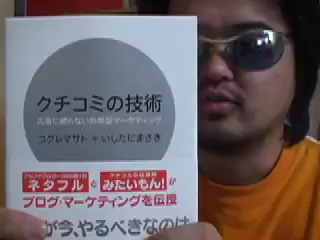 クチコミの技術
広告に頼らない共感型マーケティング
コグレマサト + いしたにまさき
ネタフル と みたいもん! が
ブログ・マーケティングを伝授
が今、やるべきなのは